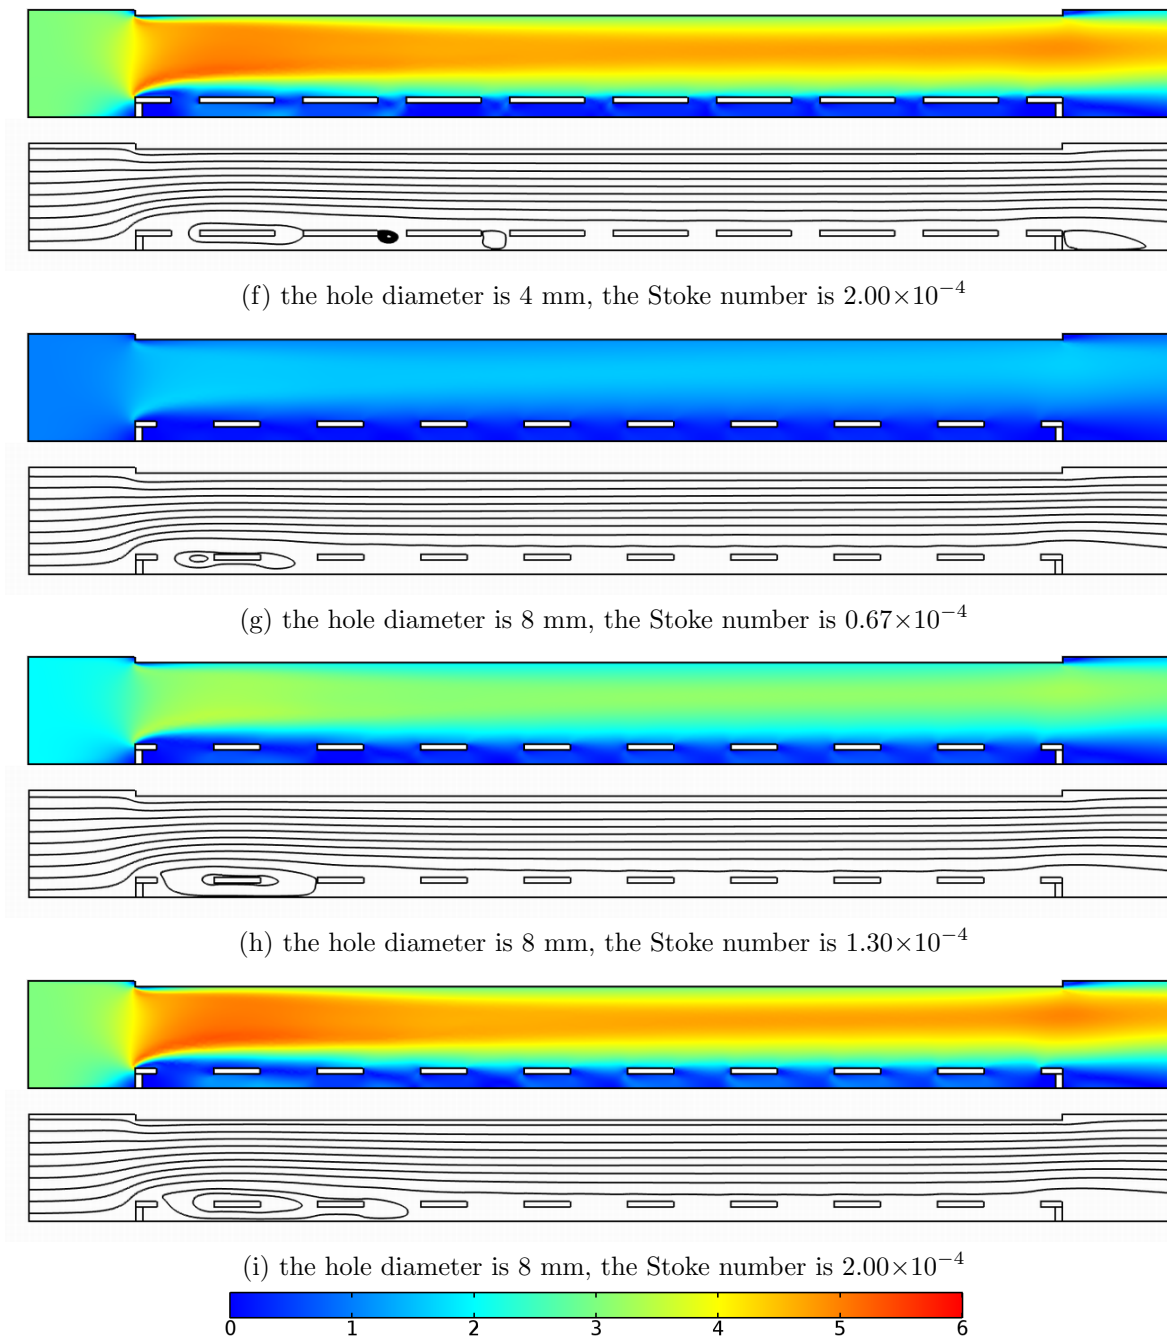 (f) the hole diameter is 4 mm, the Stoke number is 2.00×10⁻⁴
(g) the hole diameter is 8 mm, the Stoke number is 0.67×10⁻⁴
(h) the hole diameter is 8 mm, the Stoke number is 1.30×10⁻⁴
(i) the hole diameter is 8 mm, the Stoke number is 2.00×10⁻⁴
0 1 2 3 4 5 6